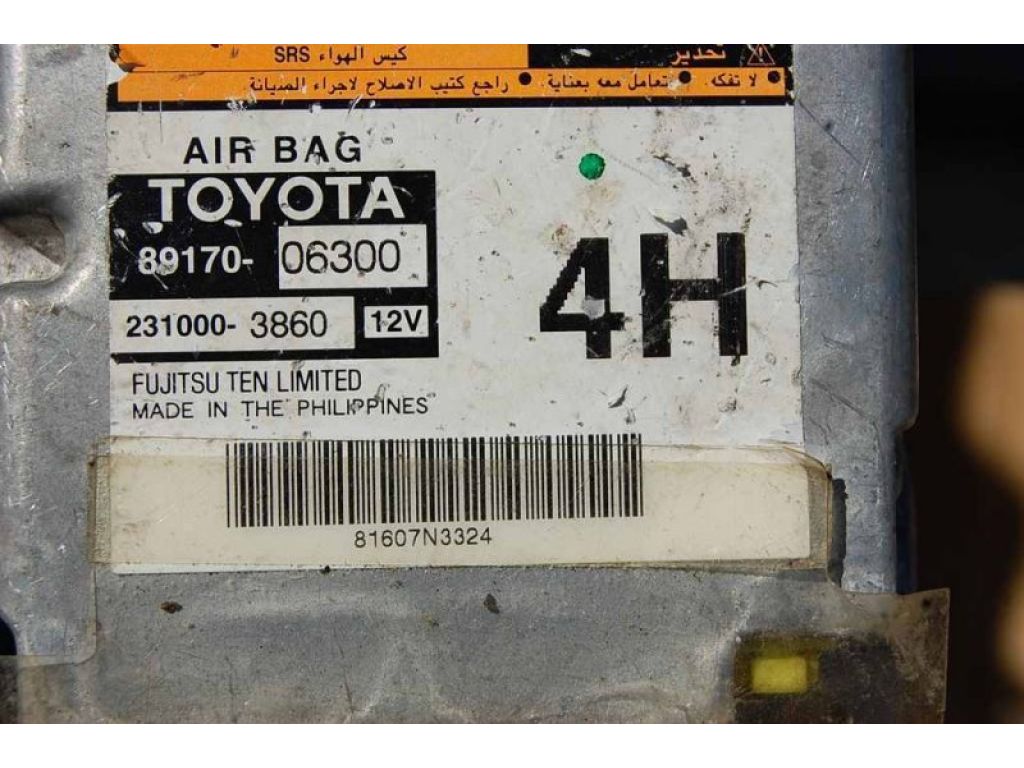 تحذير كيس الهواء SRS
• لا تفكه. • تعامل معه بعناية. • راجع كتيب الاصلاح لاجراء الصيانة.
AIR BAG
TOYOTA
89170- 06300
4H
231000- 3860 12V
FUJITSU TEN LIMITED
MADE IN THE PHILIPPINES
81607N3324